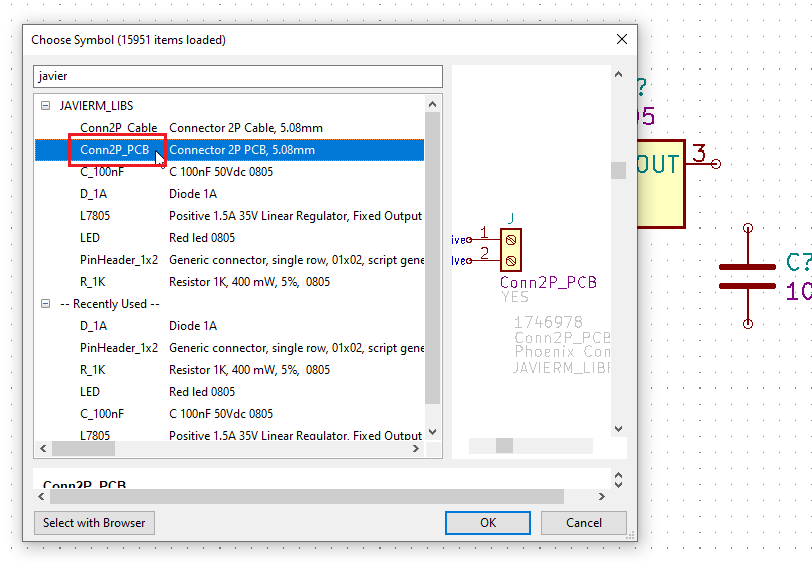 Choose Symbol (15951 items loaded)
javier
JAVIERM_LIBS
Conn2P_Cable Connector 2P Cable, 5.08mm
Conn2P_PCB Connector 2P PCB, 5.08mm
C_100nF C 100nF 50Vdc 0805
D_1A Diode 1A
L7805 Positive 1.5A 35V Linear Regulator, Fixed Output
LED Red led 0805
PinHeader_1x2 Generic connector, single row, 01x02, script gene
R_1K Resistor 1K, 400 mW, 5%, 0805
-- Recently Used --
D_1A Diode 1A
PinHeader_1x2 Generic connector, single row, 01x02, script gene
R_1K Resistor 1K, 400 mW, 5%, 0805
LED Red led 0805
C_100nF C 100nF 50Vdc 0805
L7805 Positive 1.5A 35V Linear Regulator, Fixed Output
Conn2P_PCB
Select with Browser
OK
Cancel
J
ive 1
ive 2
Conn2P_PCB
YES
1746978
Conn2P_PCB
Phoenix Con
JAVIERM_LIB
?
05
OUT 3
C?
10